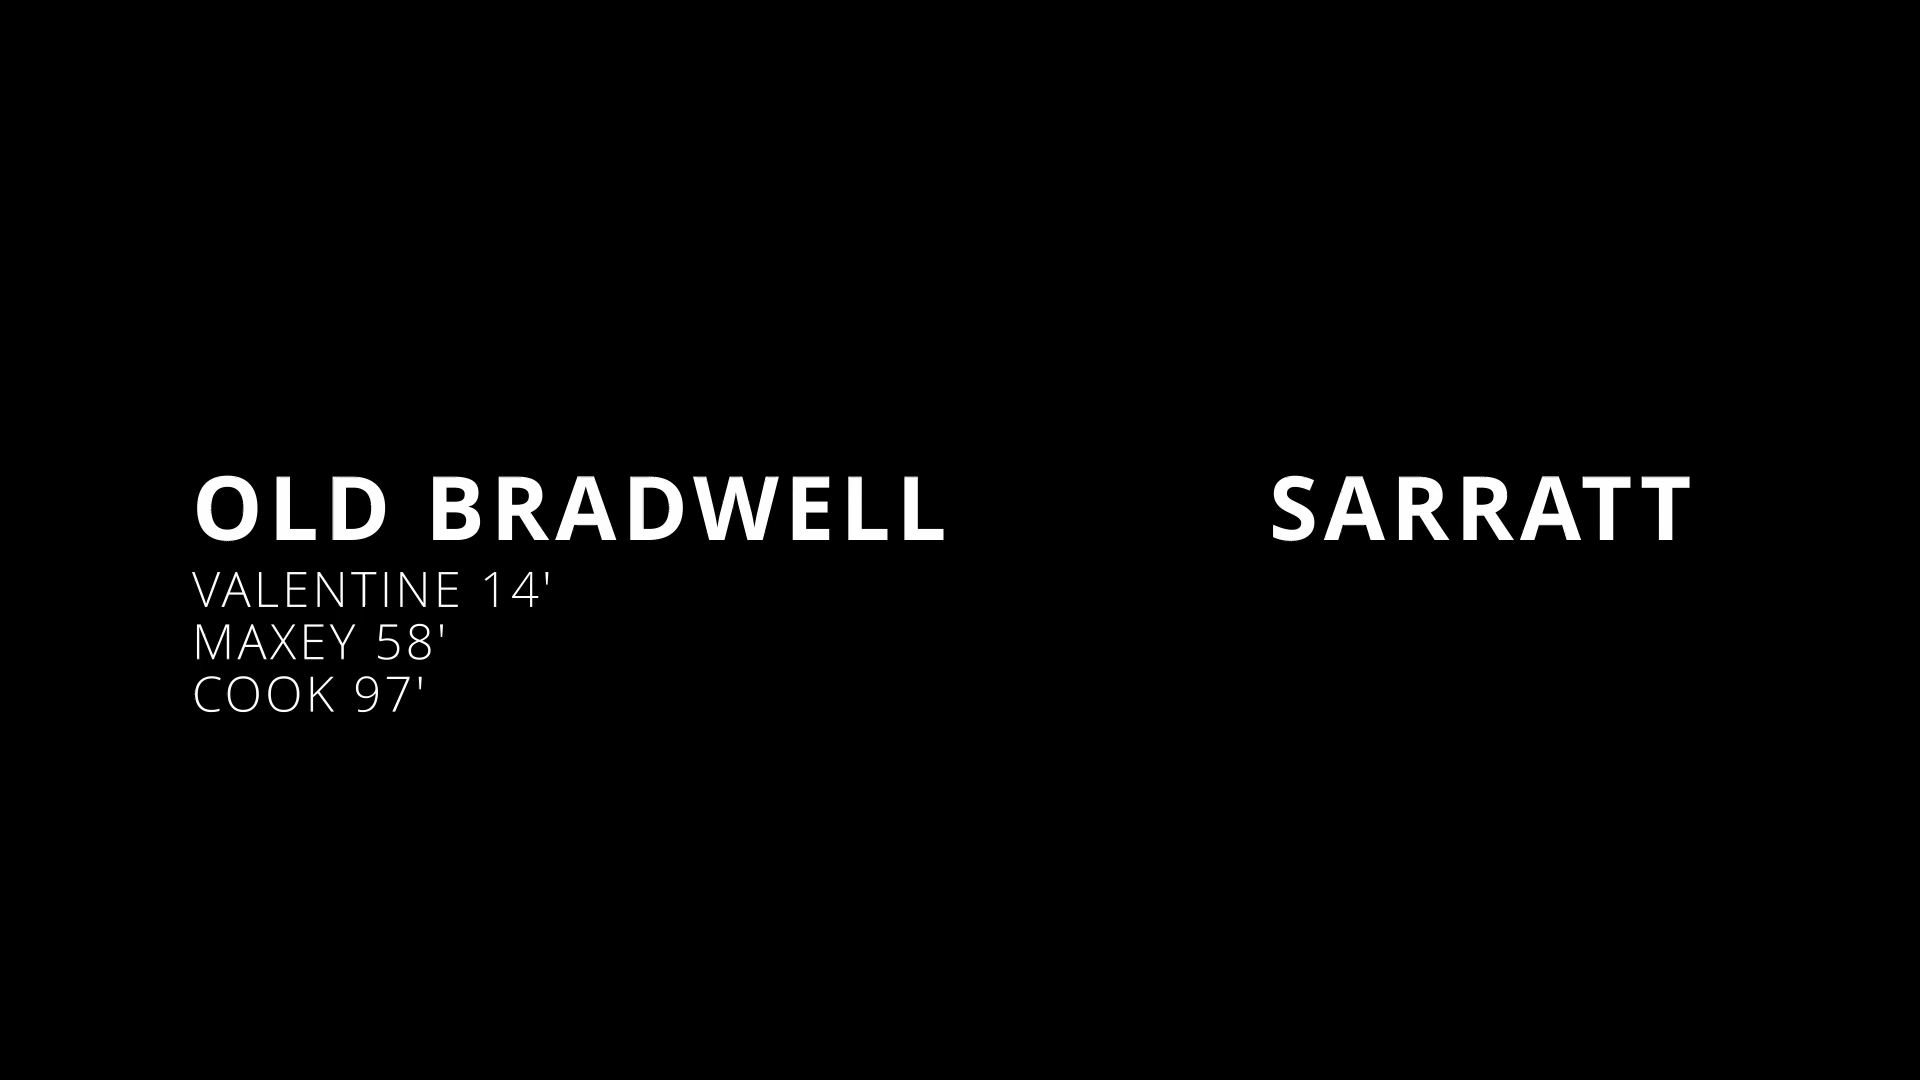 OLD BRADWELL SARRATT
VALENTINE 14'
MAXEY 58'
COOK 97'